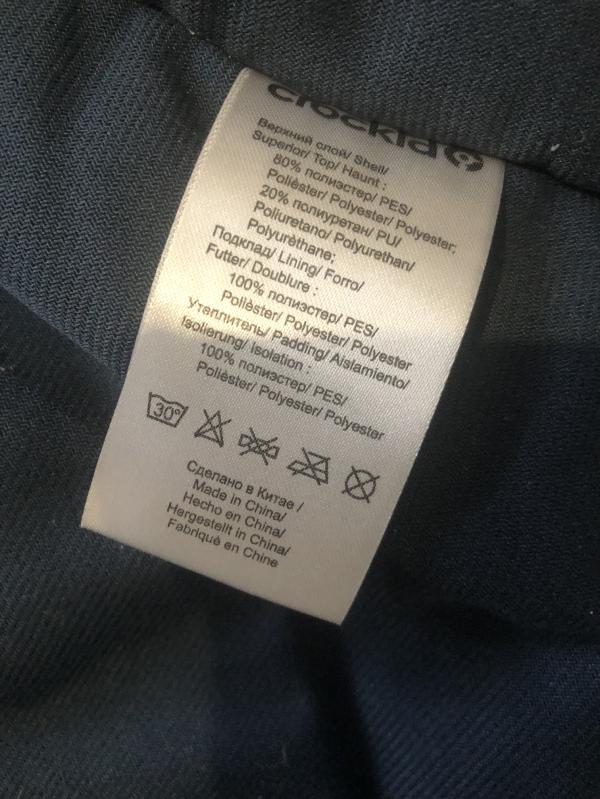 crockid
Верхний слой/ Shell/
Superior/ Top/ Haunt :
80% полиэстер/ PES/
Poliéster/ Polyester/ Polyester;
20% полиуретан/ PU/
Poliuretano/ Polyurethan/
Polyuréthane;
Подклад/ Lining/ Forro/
Futter/ Doublure :
100% полиэстер/ PES/
Poliéster/ Polyester/ Polyester
Утеплитель/ Padding/ Aislamiento/
Isolierung/ Isolation :
100% полиэстер/ PES/
Poliéster/ Polyester/ Polyester
30°
Сделано в Китае /
Made in China/
Hecho en China/
Hergestellt in China/
Fabriqué en Chine